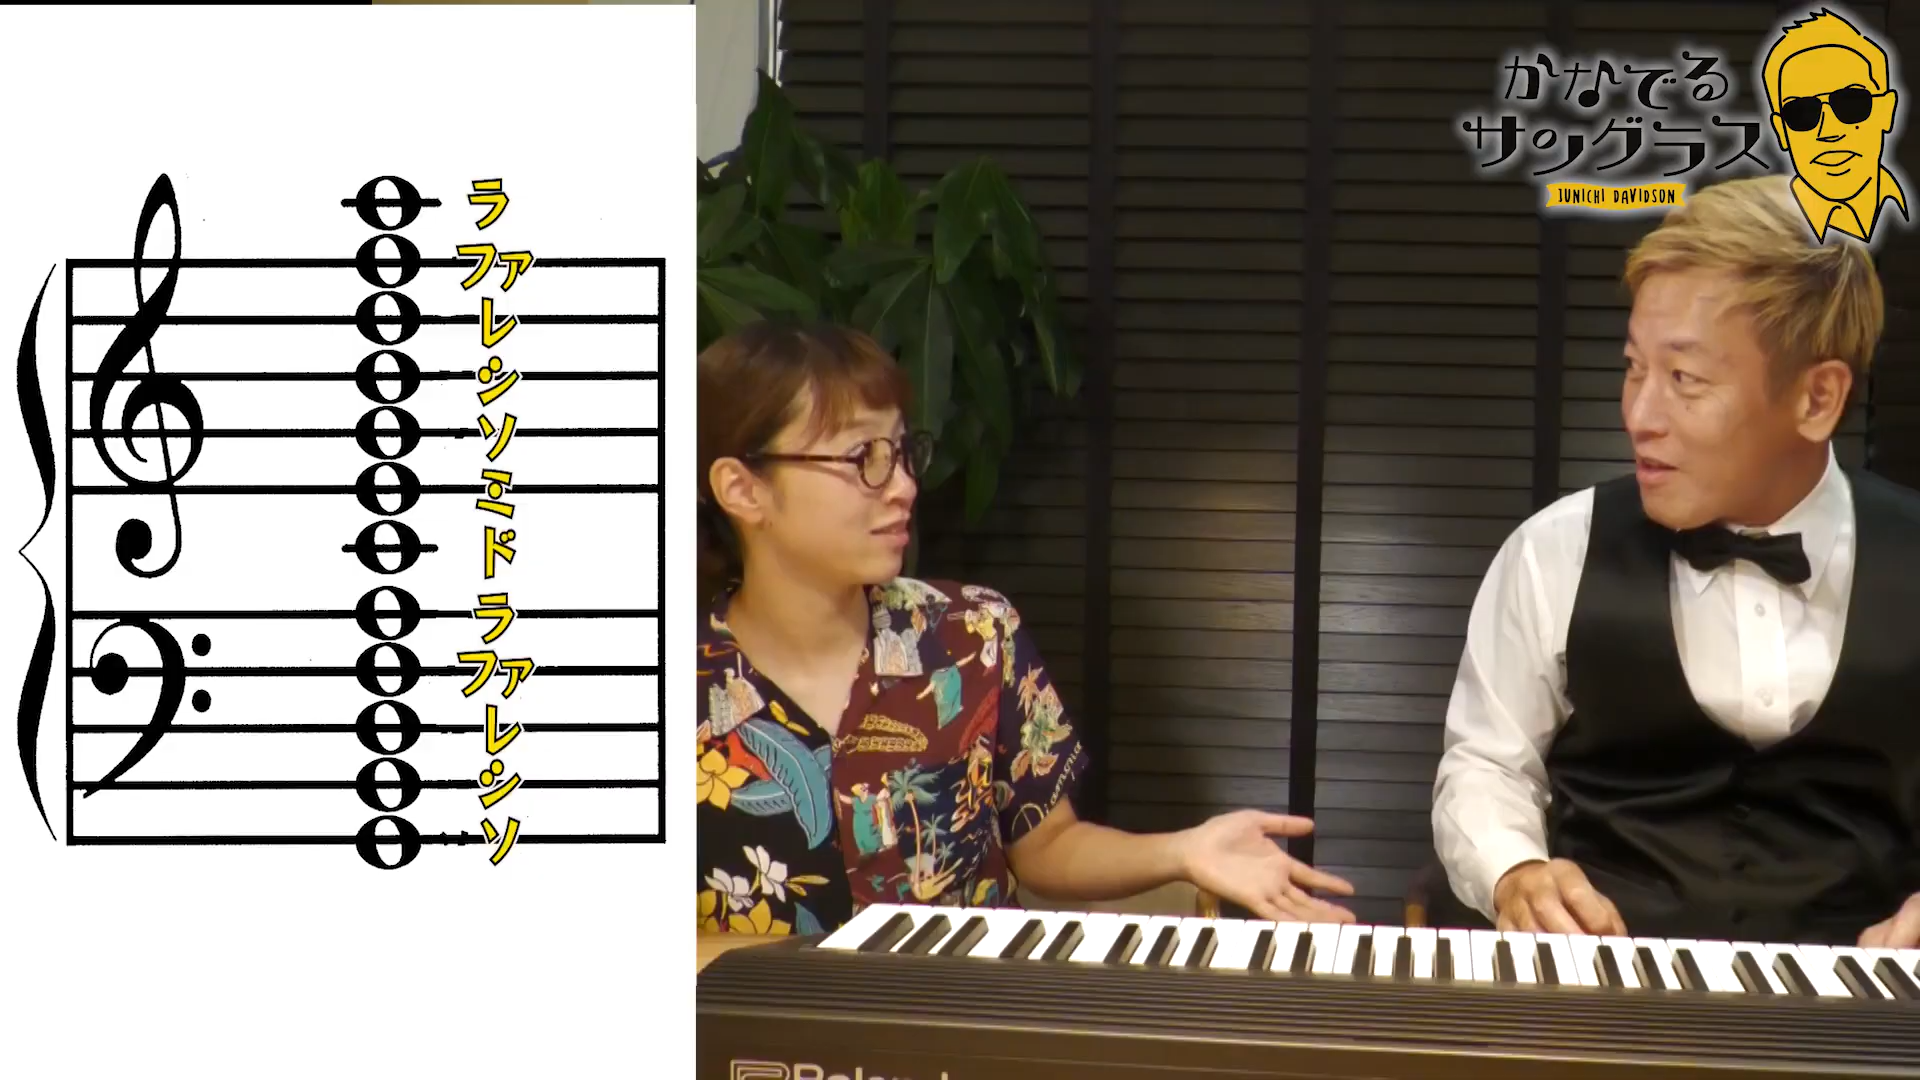 かなでる
サングラス
JUNICHI DAVIDSON
ラ
ファ
レ
シ
ソ
ミ
ド
ラ
ファ
レ
シ
ソ
Roland